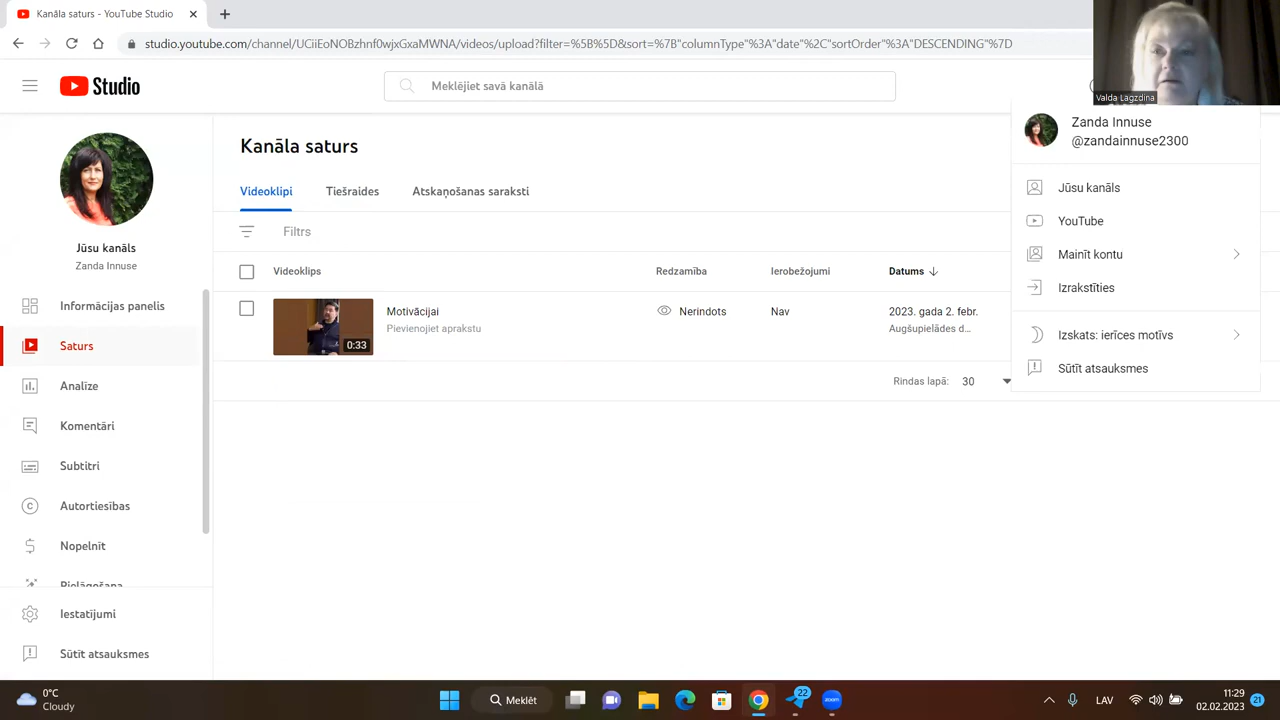 Kanāla saturs - YouTube Studio
studio.youtube.com/channel/UCiiEoNOBzhnf0wjxGxaMWNA/videos/upload?filter=%5B%5D&sort=%7B"columnType"%3A"date"%2C"sortOrder"%3A"DESCENDING"%7D
Studio
Meklējiet savā kanālā
Valda Lagzdina
Zanda Innuse
@zandainnuse2300
Jūsu kanāls
YouTube
Mainīt kontu
Izrakstīties
Izskats: ierīces motīvs
Sūtīt atsauksmes
Jūsu kanāls
Zanda Innuse
Informācijas panelis
Saturs
Analīze
Komentāri
Subtitri
Autortiesības
Nopelnīt
Pielāgošana
Iestatījumi
Sūtīt atsauksmes
Kanāla saturs
Videoklipi Tiešraides Atskaņošanas saraksti
Filtrs
Videoklips Redzamība Ierobežojumi Datums
Motivācijai Nerindots Nav 2023. gada 2. febr.
Pievienojiet aprakstu Augšupielādes d...
0:33
Rindas lapā: 30
0°C
Cloudy
Meklēt
22
zoom
LAV
11:29
02.02.2023
21